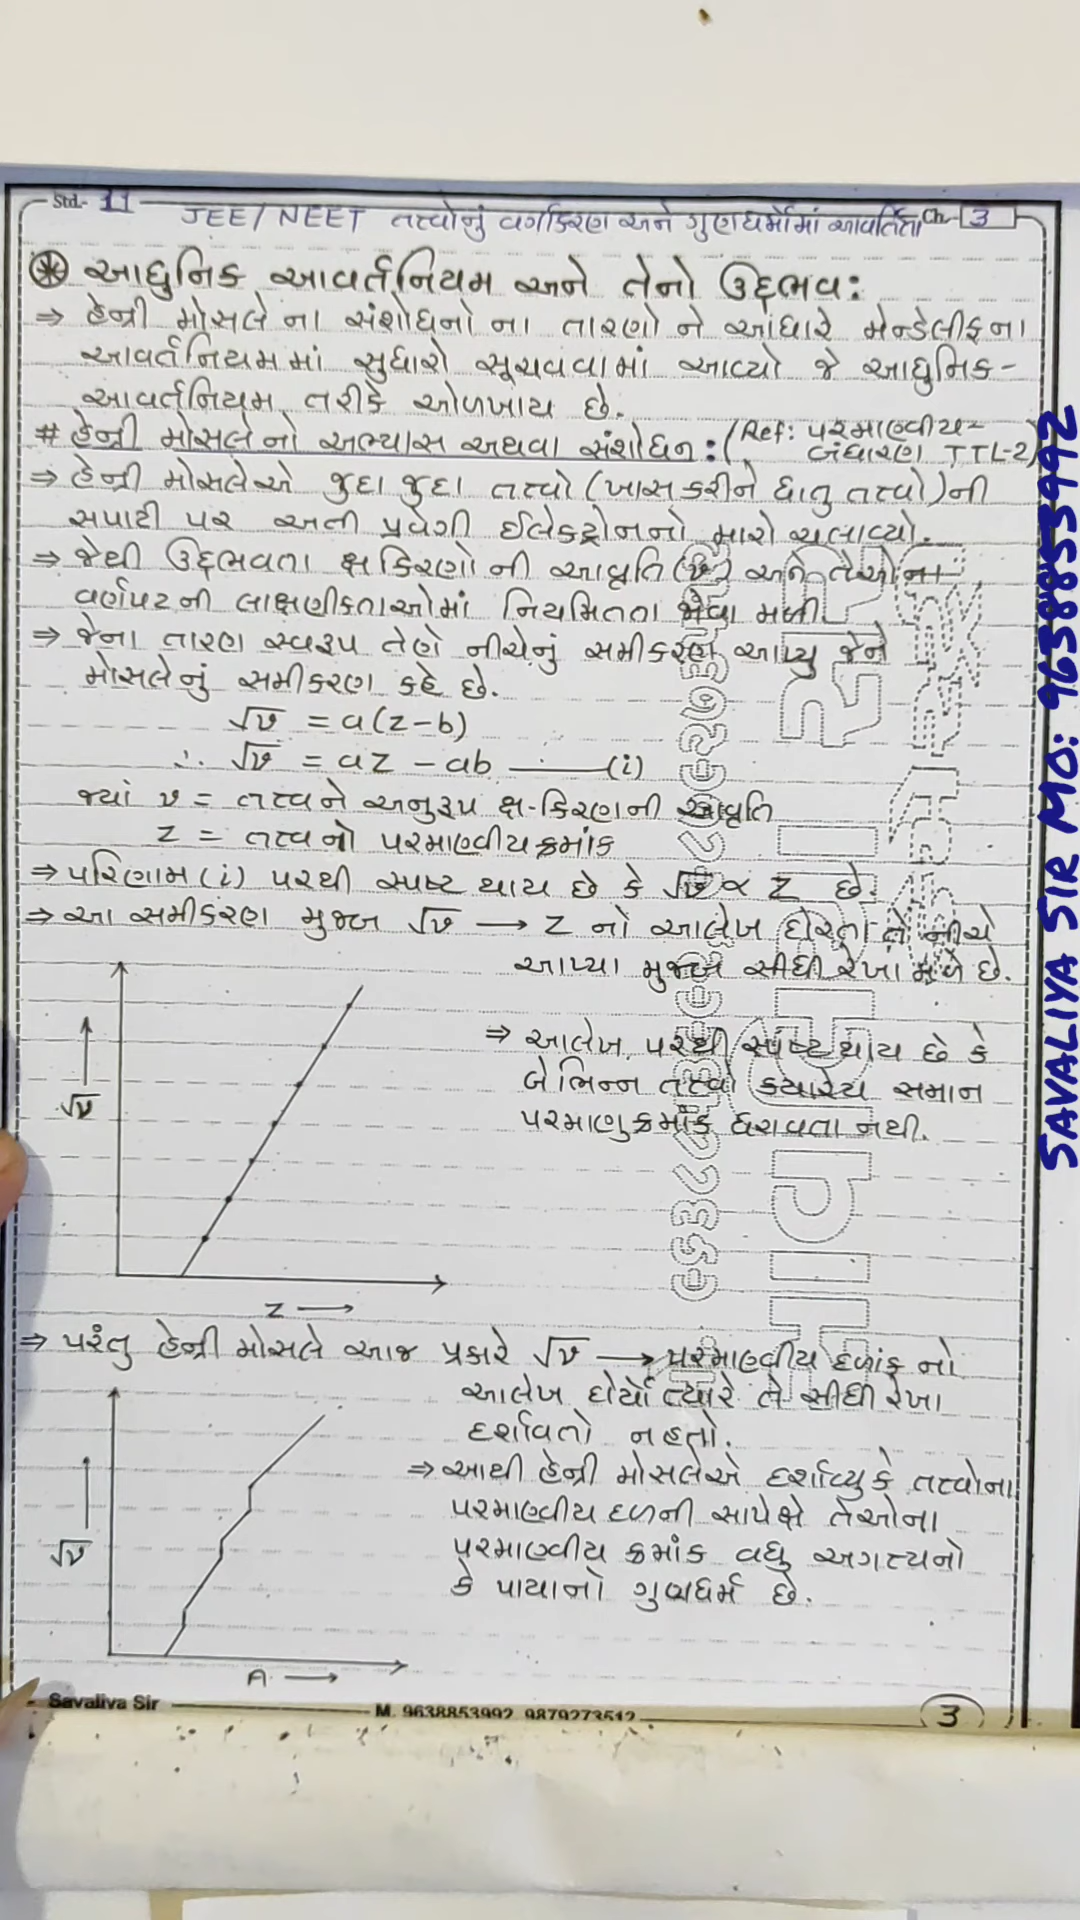 Std.- 11
JEE/NEET તત્ત્વોનું વર્ગીકરણ અને ગુણધર્મોમાં આવર્તિતા Ch.- 3
આધુનિક આવર્તનિયમ અને તેનો ઉદ્દભવ:
⇒ હેન્રી મોસલે ના સંશોધનો ના તારણો ને આધારે મેન્ડેલીફના
આવર્તનિયમમાં સુધારો સૂચવવામાં આવ્યો જે આધુનિક-
આવર્તનિયમ તરીકે ઓળખાય છે.
# હેન્રી મોસલેનો અભ્યાસ અથવા સંશોધન: (Ref: પરમાણ્વીય-
બંધારણ TTL-2)
⇒ હેન્રી મોસલેએ જુદા જુદા તત્વો (ખાસ કરીને ધાતુ તત્વો)ની
સપાટી પર અતી પ્રવેગી ઈલેક્ટ્રોનનો મારો ચલાવ્યો.
⇒ જેથી ઉદ્દભવતા ક્ષ કિરણો ની આવૃતિ (ν) અને તેઓના
વર્ણપટની લાક્ષણીકતાઓમાં નિયમિતતા જોવા મળી.
⇒ જેના તારણ સ્વરૂપ તેણે નીચેનું સમીકરણ આપ્યુ જેને
મોસલેનું સમીકરણ કહે છે.
√ν = a(z-b)
∴ √ν = az - ab ——— (i)
જ્યાં ν = તત્વને અનુરૂપ ક્ષ-કિરણની આવૃતિ
z = તત્વનો પરમાણ્વીય ક્રમાંક
⇒ પરિણામ (i) પરથી સ્પષ્ટ થાય છે કે √ν ∝ Z છે.
⇒ આ સમીકરણ મુજબ √ν → Z નો આલેખ દોરતા તે નીચે
આપ્યા મુજબ સીધી રેખા મળે છે.
⇒ આલેખ પરથી સ્પષ્ટ થાય છે કે
બે ભિન્ન તત્વો ક્યારેય સમાન
પરમાણુક્રમાંક ધરાવતા નથી.
√ν
Z →
⇒ પરંતુ હેન્રી મોસલે આજ પ્રકારે √ν → પરમાણ્વીય દળાંક નો
આલેખ દોર્યો ત્યારે તે સીધી રેખા
દર્શાવતો નહતો.
⇒ આથી હેન્રી મોસલેએ દર્શાવ્યુ કે તત્વોના
પરમાણ્વીય દળની સાપેક્ષે તેઓના
પરમાણ્વીય ક્રમાંક વધુ અગત્યનો
કે પાયાનો ગુણધર્મ છે.
√ν
A →
- Savaliya Sir
M. 9638853992, 9879273512
3
SAVALIYA SIR MO: 9638853992